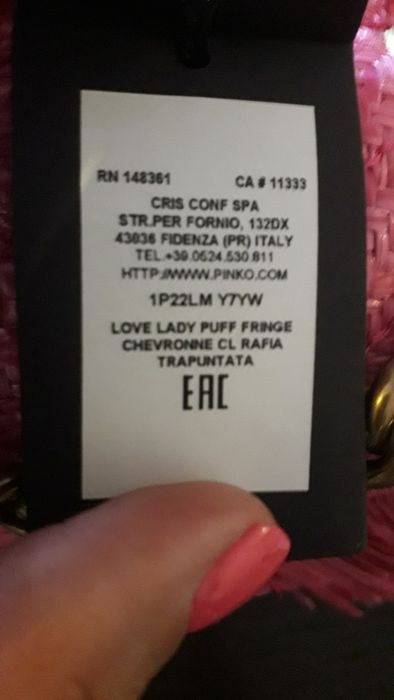 RN 148361 CA # 11333
CRIS CONF SPA
STR.PER FORNIO, 132DX
43036 FIDENZA (PR) ITALY
TEL.+39.0524.530.811
HTTP://WWW.PINKO.COM
1P22LM Y7YW
LOVE LADY PUFF FRINGE
CHEVRONNE CL RAFIA
TRAPUNTATA
EAC